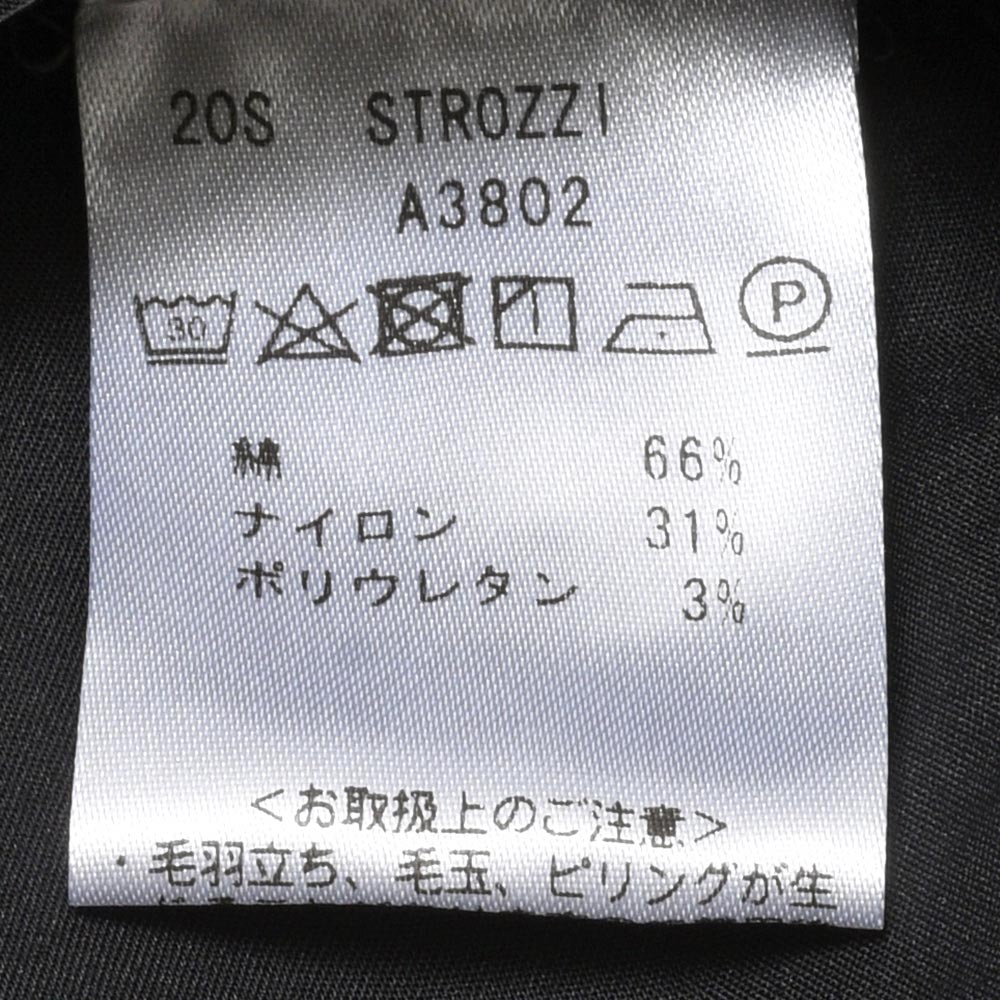 20S STROZZI
A3802
30
P
綿 66%
ナイロン 31%
ポリウレタン 3%
＜お取扱上のご注意＞
・毛羽立ち、毛玉、ピリングが生